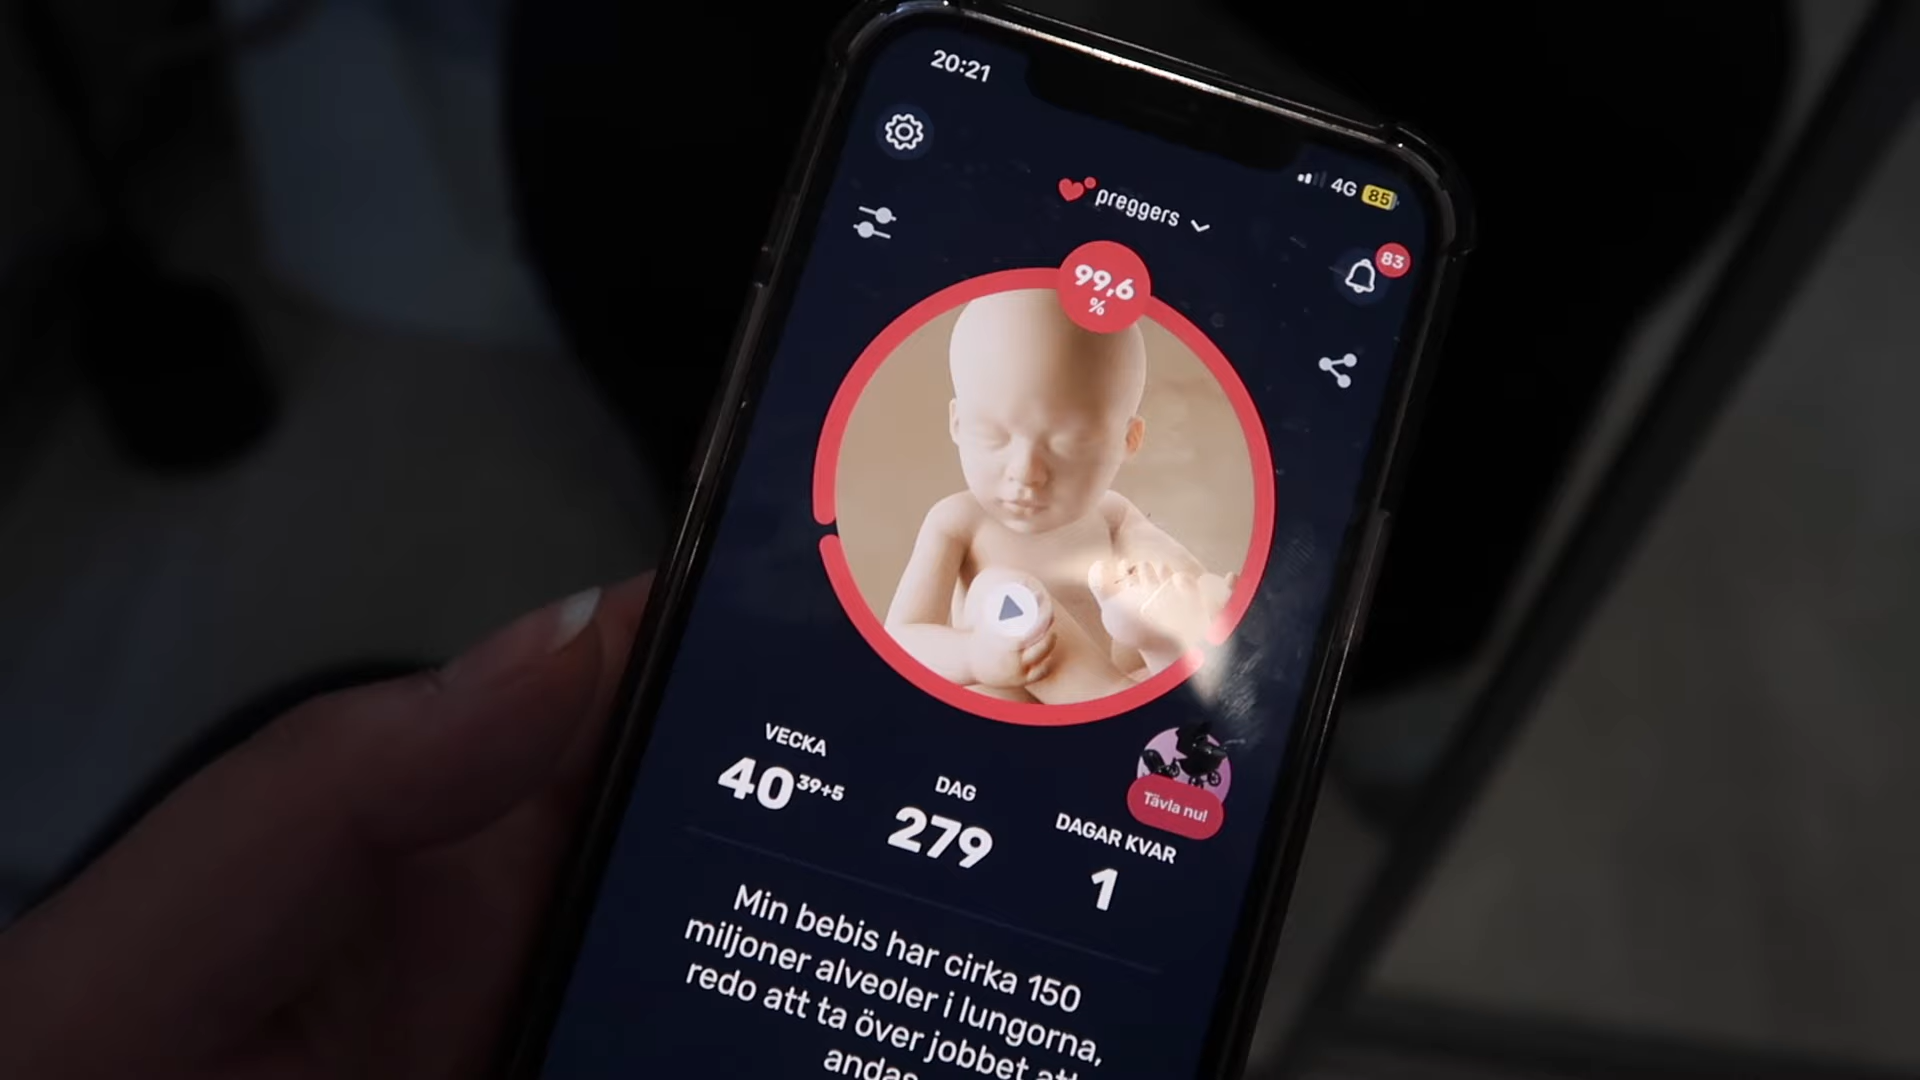 20:21
4G 85
preggers
83
99,6
%
VECKA
40 39+5
DAG
279
Tävla nu!
DAGAR KVAR
1
Min bebis har cirka 150
miljoner alveoler i lungorna,
redo att ta över jobbet att
andas